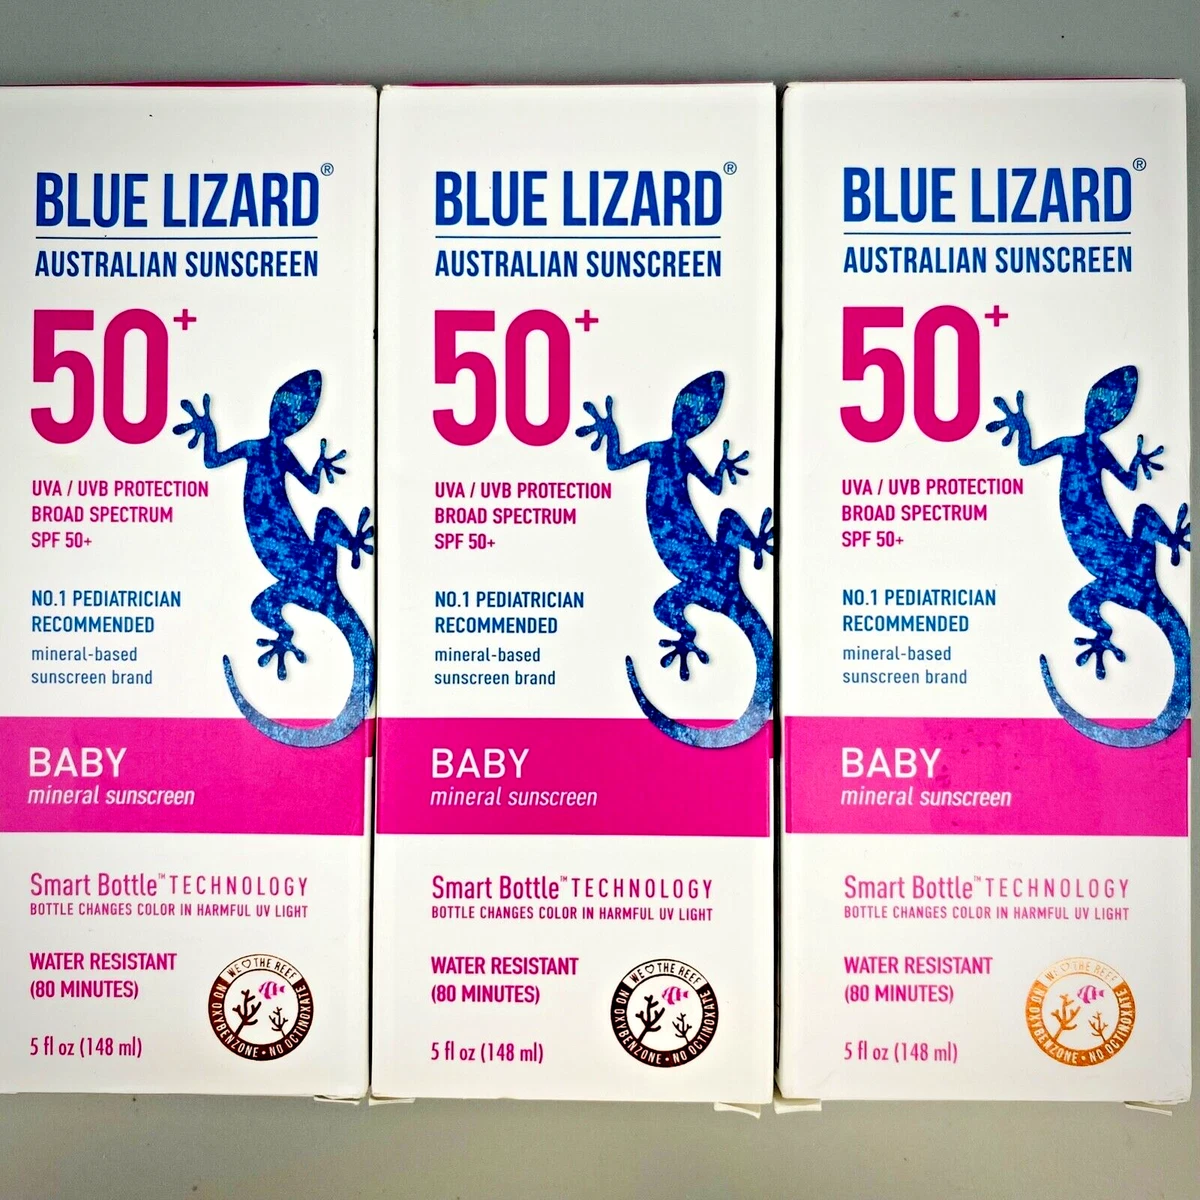 BLUE LIZARD®
AUSTRALIAN SUNSCREEN
50+
UVA / UVB PROTECTION
BROAD SPECTRUM
SPF 50+
NO.1 PEDIATRICIAN
RECOMMENDED
mineral-based
sunscreen brand
BABY
mineral sunscreen
Smart Bottle™ TECHNOLOGY
BOTTLE CHANGES COLOR IN HARMFUL UV LIGHT
WATER RESISTANT
(80 MINUTES)
5 fl oz (148 ml)
WE ♡ THE REEF
NO OXYBENZONE • NO OCTINOXATE
BLUE LIZARD®
AUSTRALIAN SUNSCREEN
50+
UVA / UVB PROTECTION
BROAD SPECTRUM
SPF 50+
NO.1 PEDIATRICIAN
RECOMMENDED
mineral-based
sunscreen brand
BABY
mineral sunscreen
Smart Bottle™ TECHNOLOGY
BOTTLE CHANGES COLOR IN HARMFUL UV LIGHT
WATER RESISTANT
(80 MINUTES)
5 fl oz (148 ml)
WE ♡ THE REEF
NO OXYBENZONE • NO OCTINOXATE
BLUE LIZARD®
AUSTRALIAN SUNSCREEN
50+
UVA / UVB PROTECTION
BROAD SPECTRUM
SPF 50+
NO.1 PEDIATRICIAN
RECOMMENDED
mineral-based
sunscreen brand
BABY
mineral sunscreen
Smart Bottle™ TECHNOLOGY
BOTTLE CHANGES COLOR IN HARMFUL UV LIGHT
WATER RESISTANT
(80 MINUTES)
5 fl oz (148 ml)
WE ♡ THE REEF
NO OXYBENZONE • NO OCTINOXATE